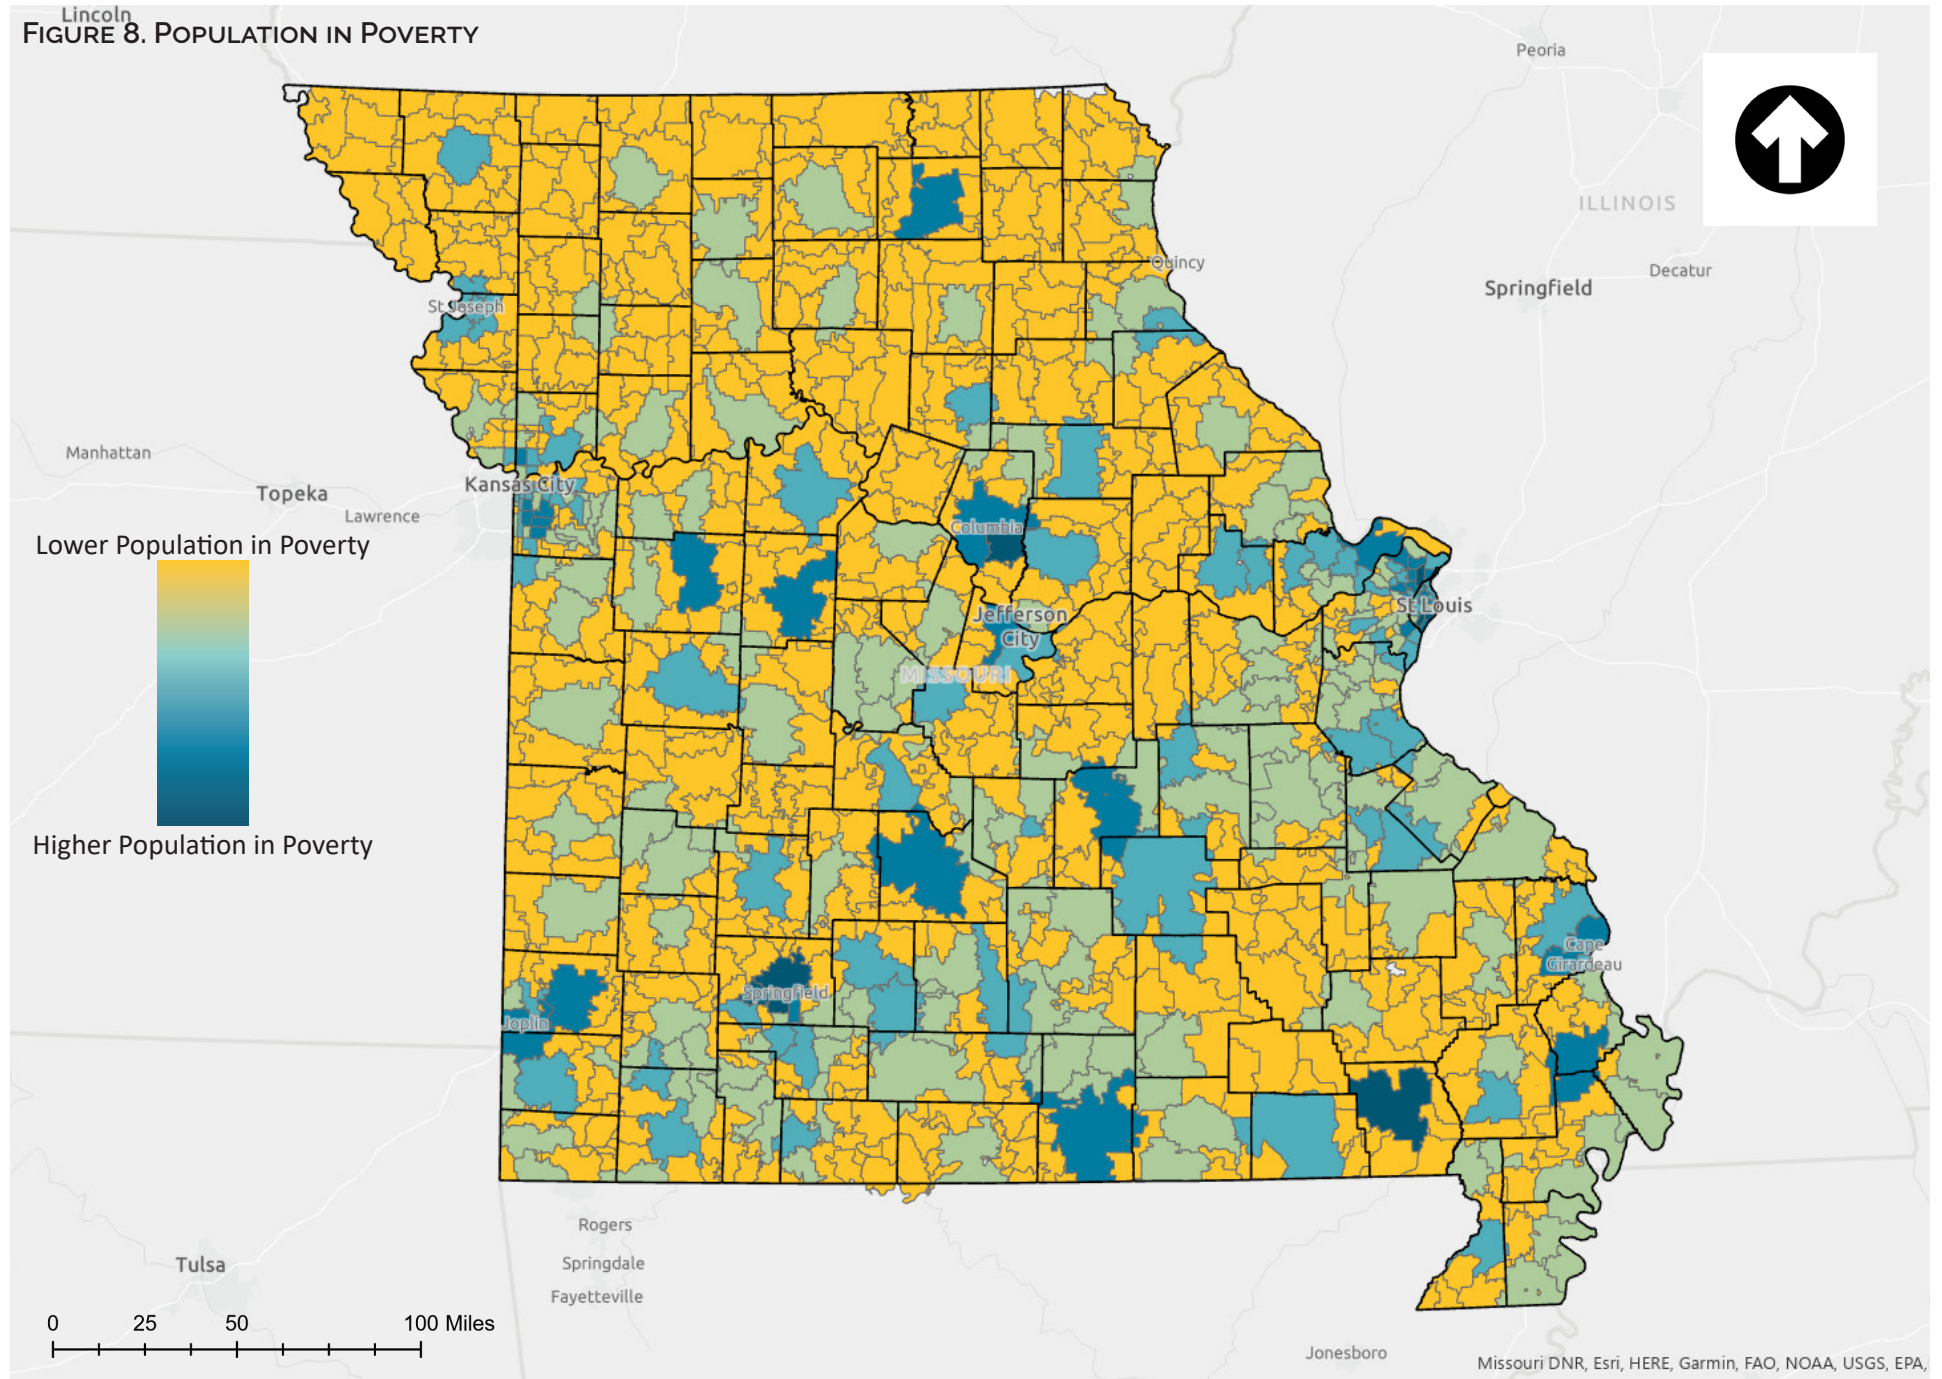 Lincoln
FIGURE 8. POPULATION IN POVERTY
Peoria
ILLINOIS
Quincy
Decatur
Springfield
St Joseph
Manhattan
Kansas City
Topeka
Lawrence
Columbia
Lower Population in Poverty
St Louis
Jefferson
City
MISSOURI
Higher Population in Poverty
Cape
Girardeau
Springfield
Joplin
Rogers
Tulsa
Springdale
Fayetteville
0 25 50 100 Miles
Jonesboro
Missouri DNR, Esri, HERE, Garmin, FAO, NOAA, USGS, EPA,